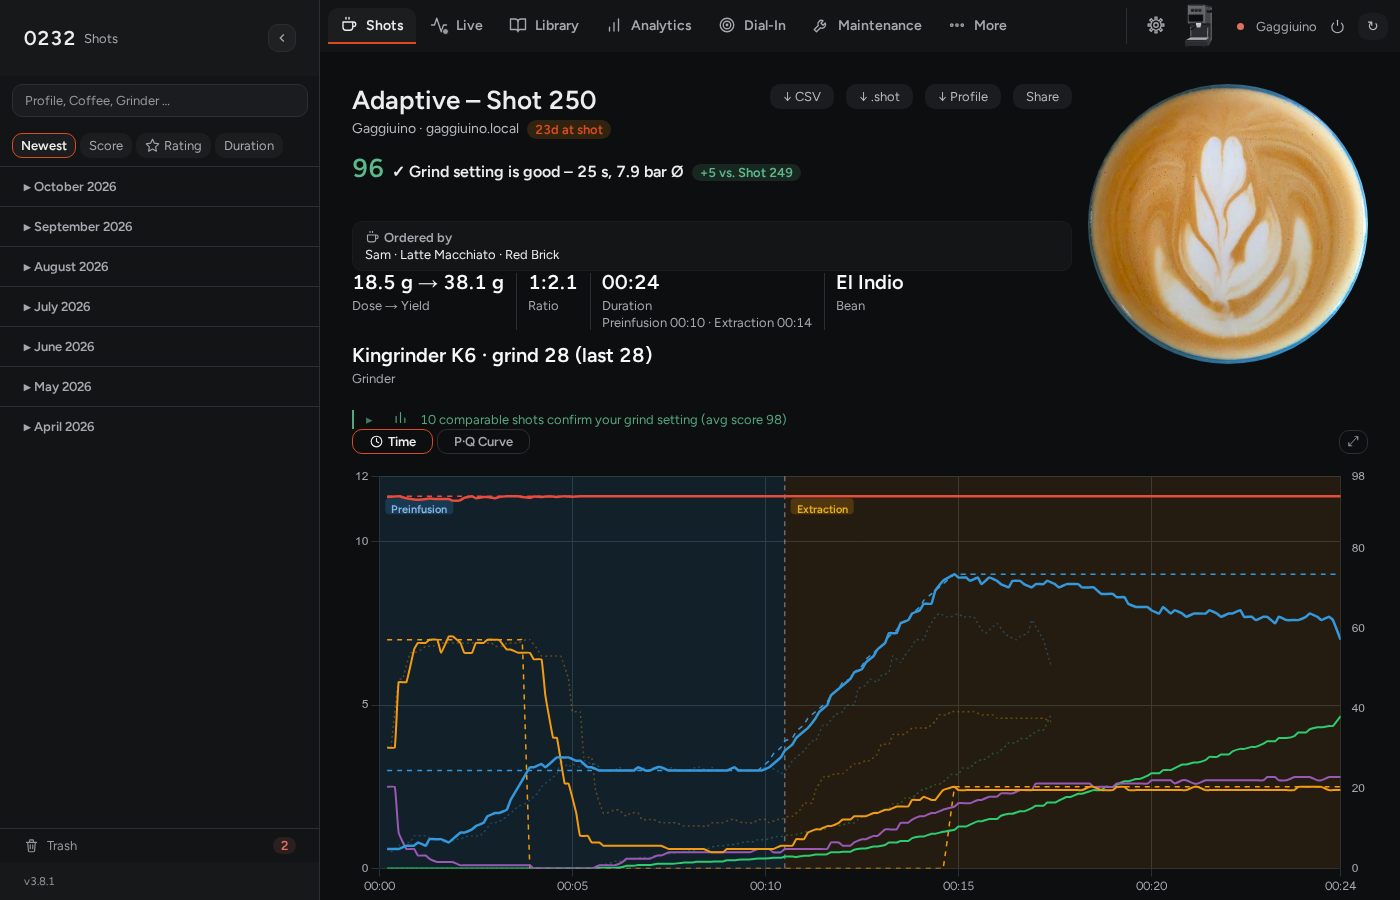 0232 Shots
Profile, Coffee, Grinder ...
Newest Score Rating Duration
▸ October 2026
▸ September 2026
▸ August 2026
▸ July 2026
▸ June 2026
▸ May 2026
▸ April 2026
Trash 2
v3.8.1
Shots Live Library Analytics Dial-In Maintenance ••• More
Gaggiuino
Adaptive – Shot 250
↓ CSV ↓ .shot ↓ Profile Share
Gaggiuino · gaggiuino.local 23d at shot
96 ✓ Grind setting is good – 25 s, 7.9 bar Ø +5 vs. Shot 249
Ordered by
Sam · Latte Macchiato · Red Brick
18.5 g → 38.1 g 1:2.1 00:24 El Indio
Dose → Yield Ratio Duration Bean
Preinfusion 00:10 · Extraction 00:14
Kingrinder K6 · grind 28 (last 28)
Grinder
▸ 10 comparable shots confirm your grind setting (avg score 98)
Time P·Q Curve
12 98
Preinfusion Extraction
10 80
60
5 40
20
0 0
00:00 00:05 00:10 00:15 00:20 00:24